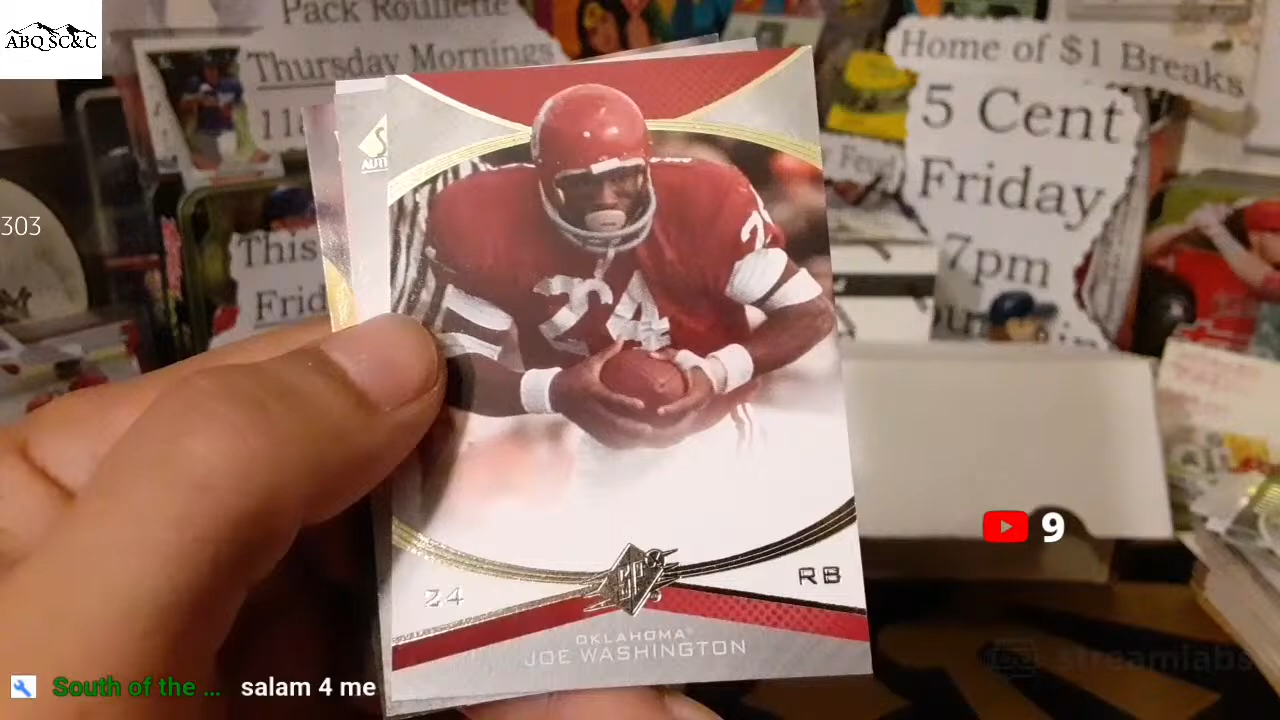 ABQ SC&C
Pack Roulette
Thursday Mornings
Home of $1 Breaks
5 Cent
Friday
7pm
This
Frid
303
24
24
RB
OKLAHOMA
JOE WASHINGTON
9
South of the ...
salam 4 me
streamlabs